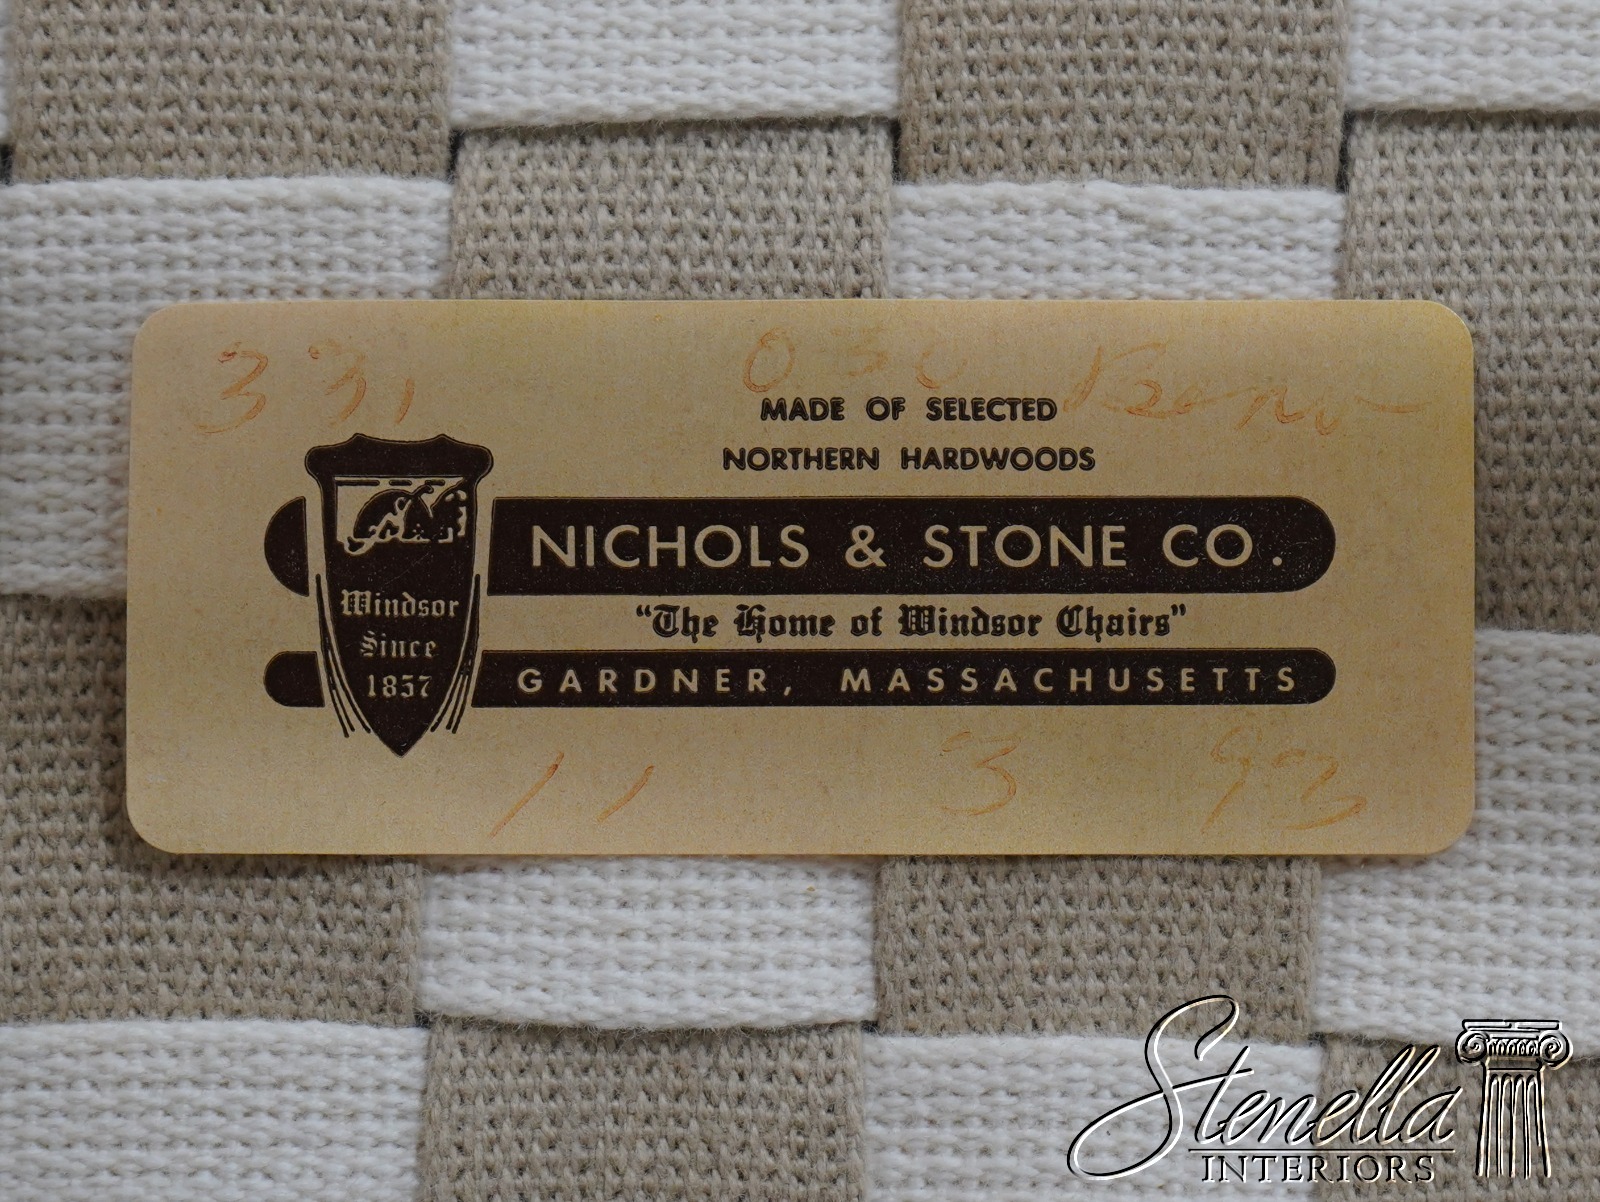 331 030
MADE OF SELECTED
NORTHERN HARDWOODS
NICHOLS & STONE CO.
"The Home of Windsor Chairs"
GARDNER, MASSACHUSETTS
Windsor
Since
1857
11 3 93
Stenella
INTERIORS